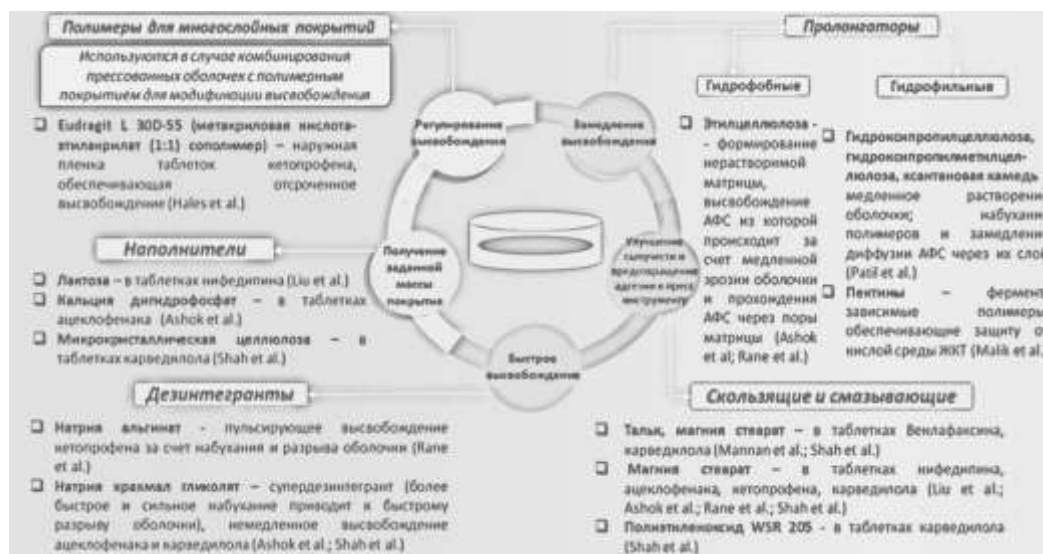 Полимеры для многослойных покрытий
Используются в случае комбинирования
прессованных оболочек с полимерным
покрытием для модификации высвобождения
Eudragit L 30D-55 (метакриловая кислота-
этилакрилат (1:1) сополимер) – наружная
пленка таблеток кетопрофена,
обеспечивающая отсроченное
высвобождение (Hales et al.)
Наполнители
Лактоза – в таблетках нифедипина (Liu et al.)
Кальция дигидрофосфат – в таблетках
ацеклофенака (Ashok et al.)
Микрокристаллическая целлюлоза – в
таблетках карведилола (Shah et al.)
Дезинтегранты
Натрия альгинат - пульсирующее высвобождение
кетопрофена за счет набухания и разрыва оболочки (Rane
et al.)
Натрия крахмал гликолят – супердезинтегрант (более
быстрое и сильное набухание приводит к быстрому
разрыву оболочки), немедленное высвобождение
ацеклофенака и карведилола (Ashok et al.; Shah et al.)
Регулирование
высвобождения
Замедление
высвобождения
Получение
заданной
массы
покрытия
Улучшение
сыпучести и
предотвращение
адгезии к пресс
инструменту
Быстрое
высвобождение
Пролонгаторы
Гидрофобные
Этилцеллюлоза -
- формирование
нерастворимой
матрицы,
высвобождение
АФС из которой
происходит за
счет медленной
эрозии оболочки
и прохождения
АФС через поры
матрицы (Ashok
et al; Rane et al.)
Гидрофильные
Гидроксипропилцеллюлоза,
гидроксипропилметилцел-
люлоза, ксантановая камедь
медленное растворени
оболочки; набухани
полимеров и замедлени
диффузии АФС через их слой
(Patil et al.)
Пектины – фермент
зависимые полимеры
обеспечивающие защиту о
кислой среды ЖКТ (Malik et al.
Скользящие и смазывающие
Тальк, магния стеарат – в таблетках Венлафаксина,
карведилола (Mannan et al.; Shah et al.)
Магния стеарат – в таблетках нифедипина,
ацеклофенака, кетопрофена, карведилола (Liu et al.;
Ashok et al.; Rane et al.; Shah et al.)
Полиэтиленоксид WSR 205 - в таблетках карведилола
(Shah et al.)